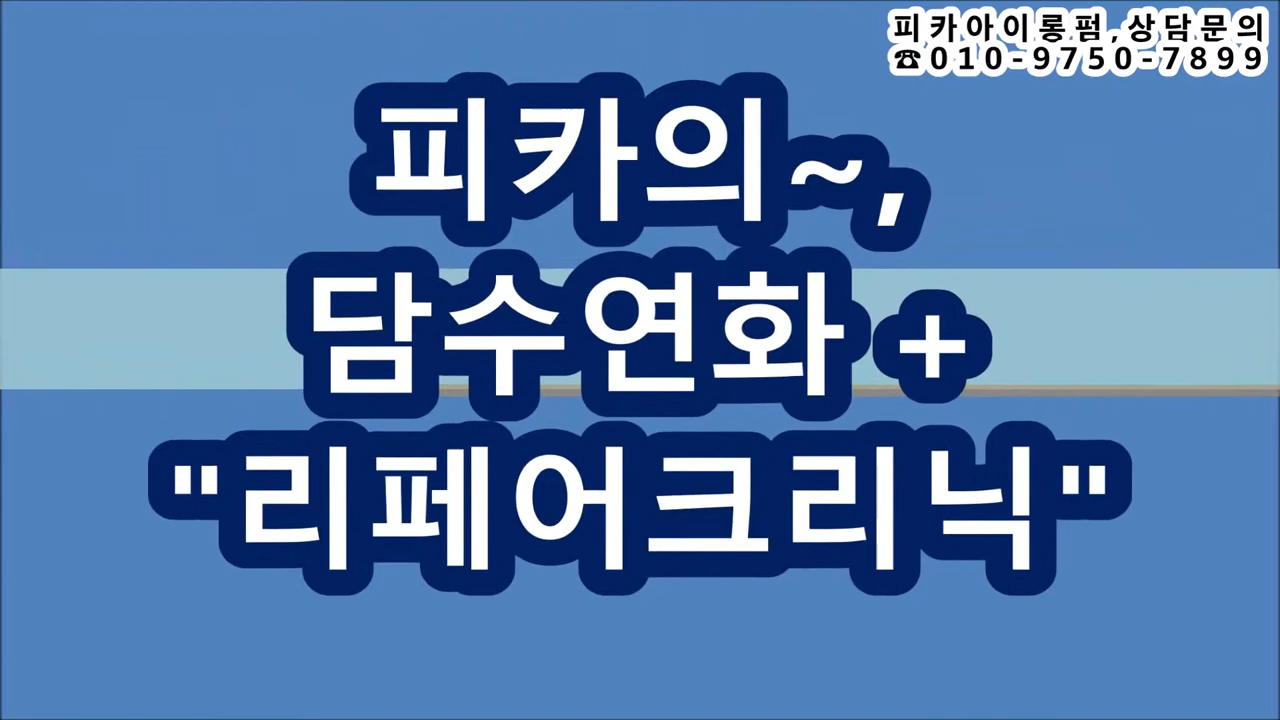 피카아이롱펌,상담문의
☎010-9750-7899
피카의~,
담수연화 +
"리페어크리닉"